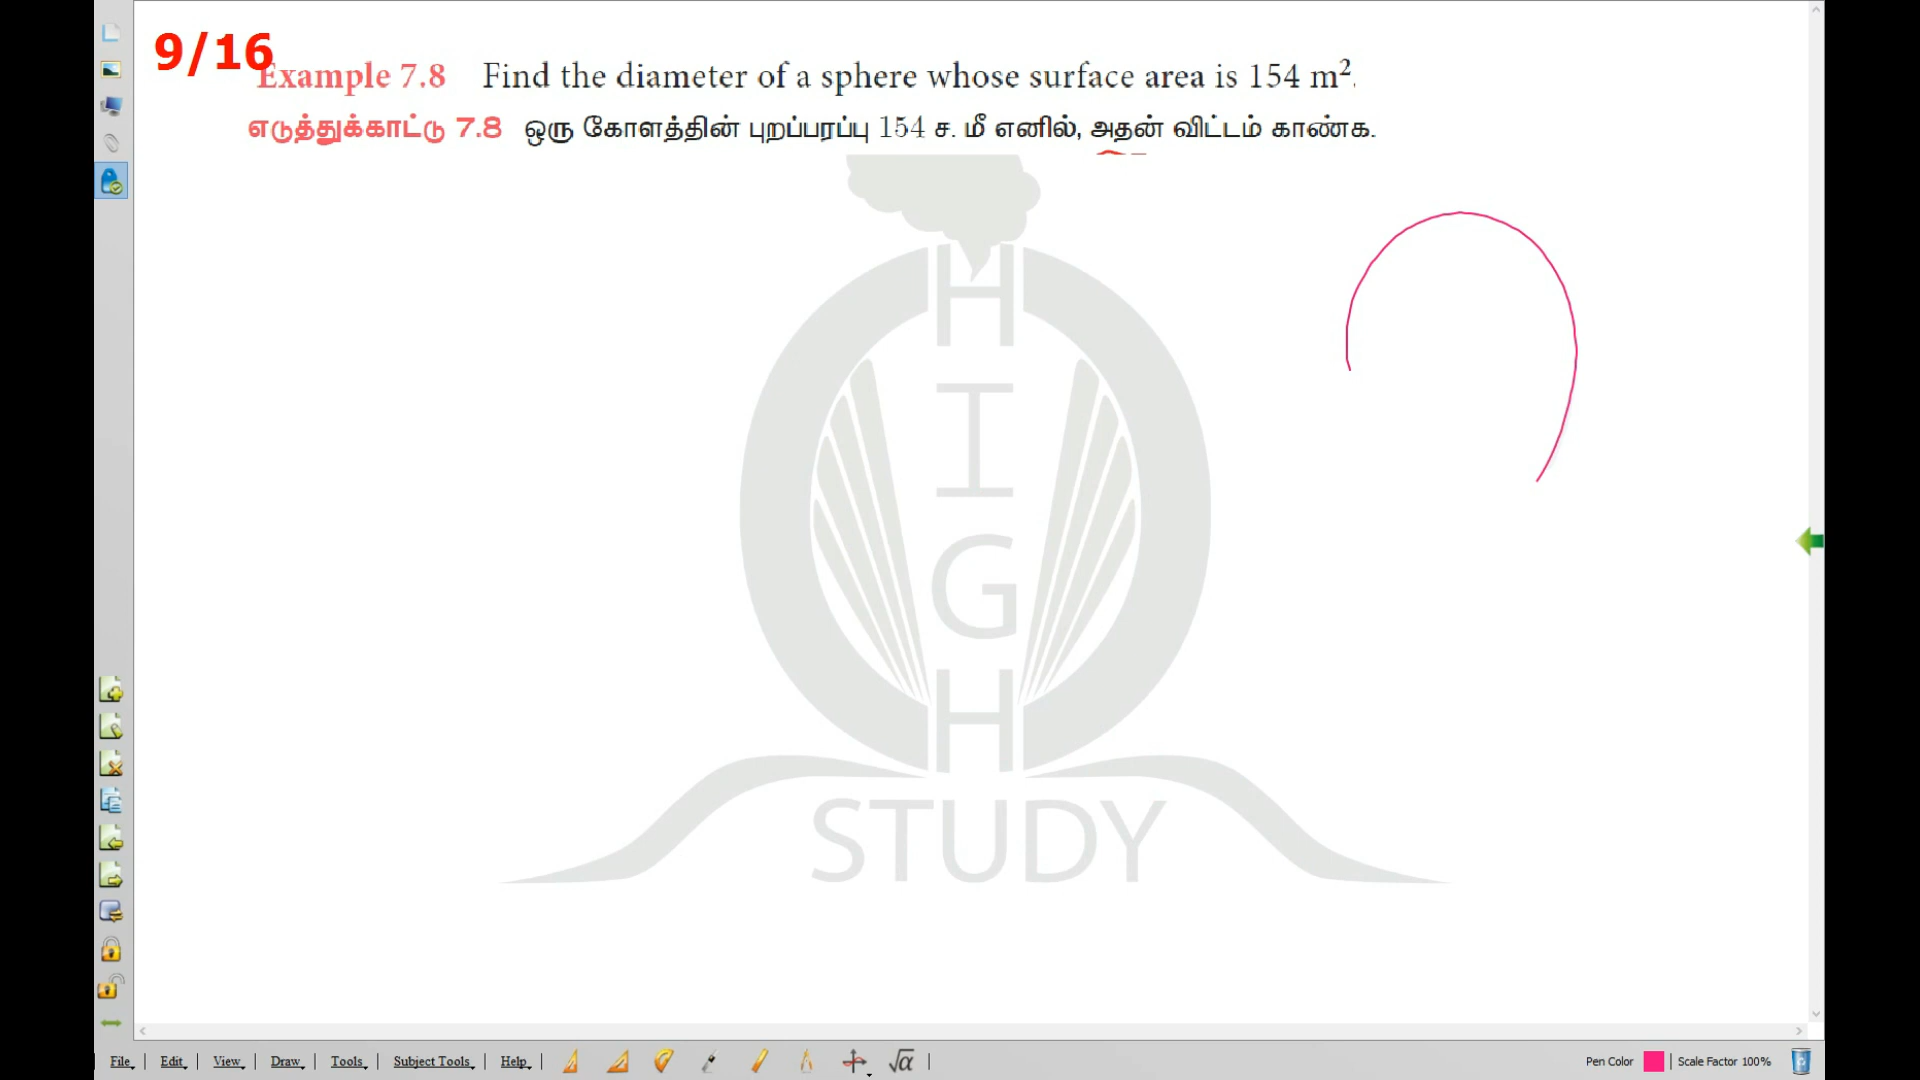 9/16
Example 7.8 Find the diameter of a sphere whose surface area is 154 m².
எடுத்துக்காட்டு 7.8 ஒரு கோளத்தின் புறப்பரப்பு 154 ச. மீ எனில், அதன் விட்டம் காண்க.
H
I
G
H
STUDY
File Edit View Draw Tools Subject Tools Help √α Pen Color Scale Factor 100%